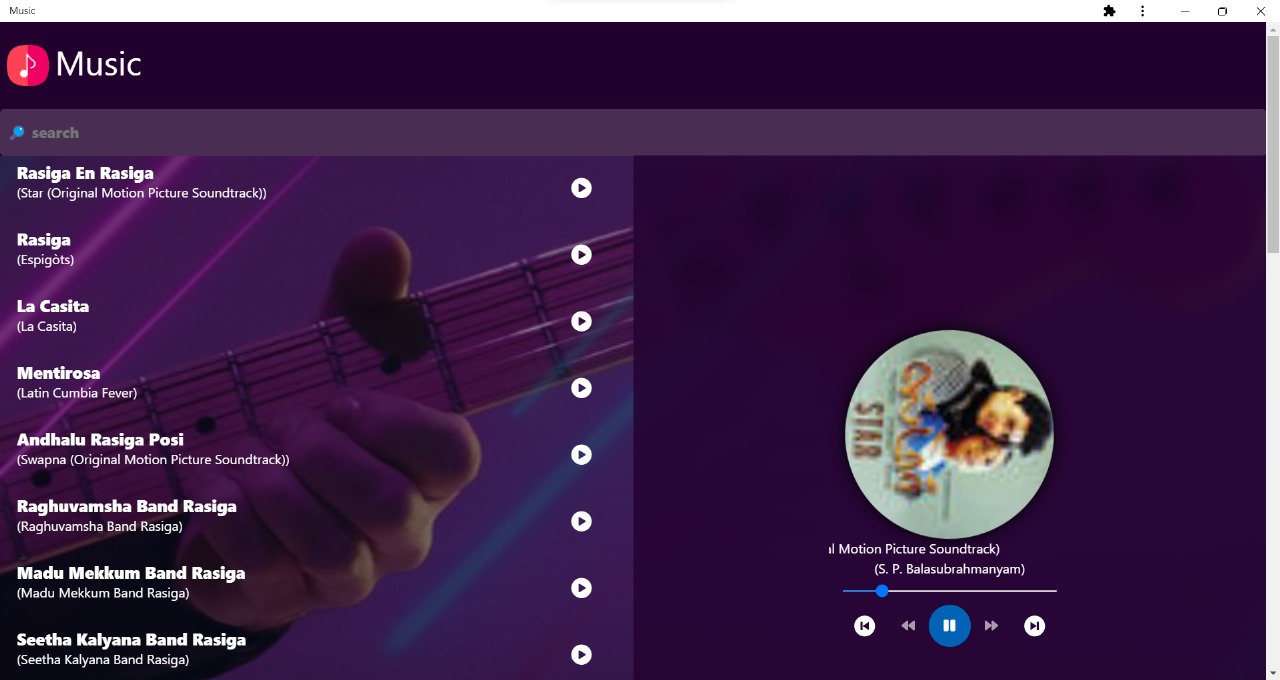 Music
Music
search
Rasiga En Rasiga
(Star (Original Motion Picture Soundtrack))
Rasiga
(Espigòts)
La Casita
(La Casita)
Mentirosa
(Latin Cumbia Fever)
Andhalu Rasiga Posi
(Swapna (Original Motion Picture Soundtrack))
Raghuvamsha Band Rasiga
(Raghuvamsha Band Rasiga)
Madu Mekkum Band Rasiga
(Madu Mekkum Band Rasiga)
Seetha Kalyana Band Rasiga
(Seetha Kalyana Band Rasiga)
STAR
l Motion Picture Soundtrack)
(S. P. Balasubrahmanyam)